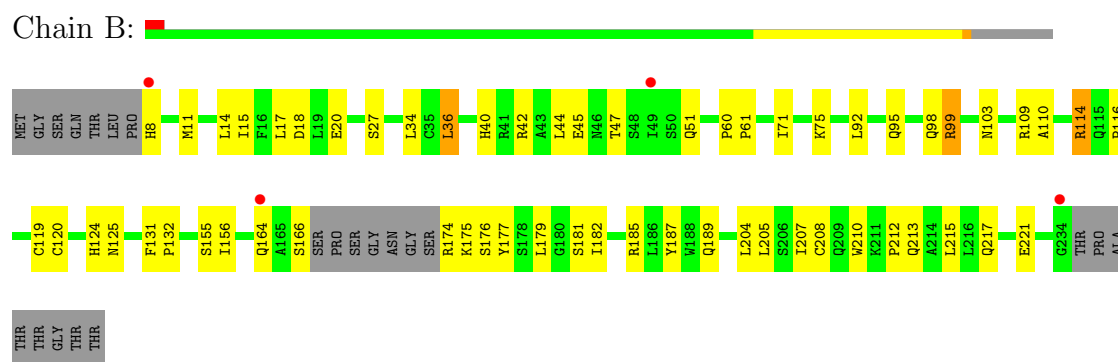 Chain B:
MET GLY SER GLN THR LEU PRO H8 M11 L14 I15 F16 L17 D18 L19 E20 S27 L34 C35 L36 H40 R41 R42 A43 L44 E45 N46 T47 S48 I49 S50 Q51 P60 P61 I71 K75 L92 Q95 Q98 R99 N103 R109 A110 R114 Q115
C119 C120 H124 N125 F131 P132 S155 I156 Q164 A165 S166 SER PRO SER GLY ASN GLY SER R174 K175 S176 Y177 S178 L179 G180 S181 I182 R185 L186 Y187 W188 Q189 L204 L205 S206 I207 C208 Q209 W210 K211 P212 Q213 A214 L215 L216 Q217 E221 G234 THR PRO ALA
THR THR GLY THR THR